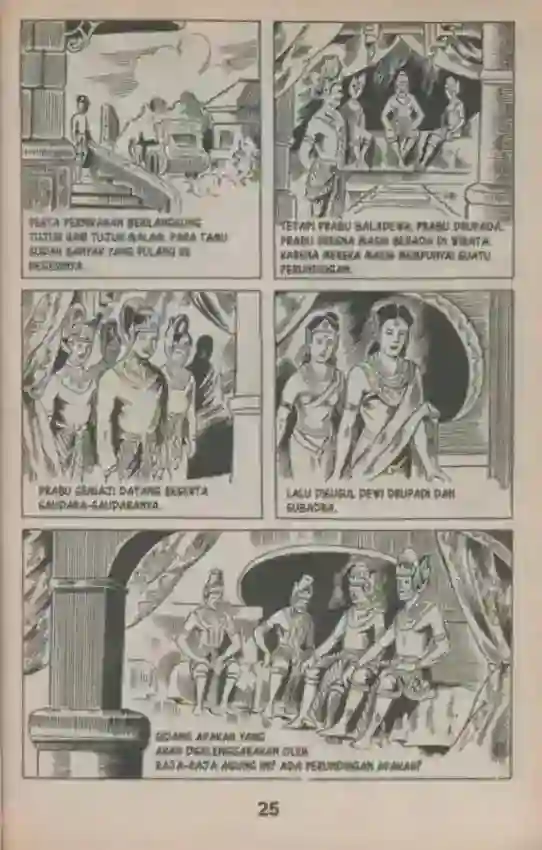 PESTA PERNIKAHAN BERLANGSUNG
TUJUH HARI TUJUH MALAM. PARA TAMU
SUDAH BANYAK YANG PULANG KE
NEGERINYA.
TETAPI PRABU BALADEWA, PRABU DRUPADA,
PRABU KRESNA MASIH BERADA DI WIRATA.
KARENA MEREKA MASIH MEMPUNYAI SUATU
PERUNDINGAN.
PRABU DATANG BESERTA
SAUDARA-SAUDARANYA.
LALU DISUSUL DEWI DRUPADI DAN
SUBADRA.
SIDANG APAKAH YANG
AKAN DISELENGGARAKAN OLEH
RAJA-RAJA AGUNG INI? ADA PERUNDINGAN APAKAH?
25